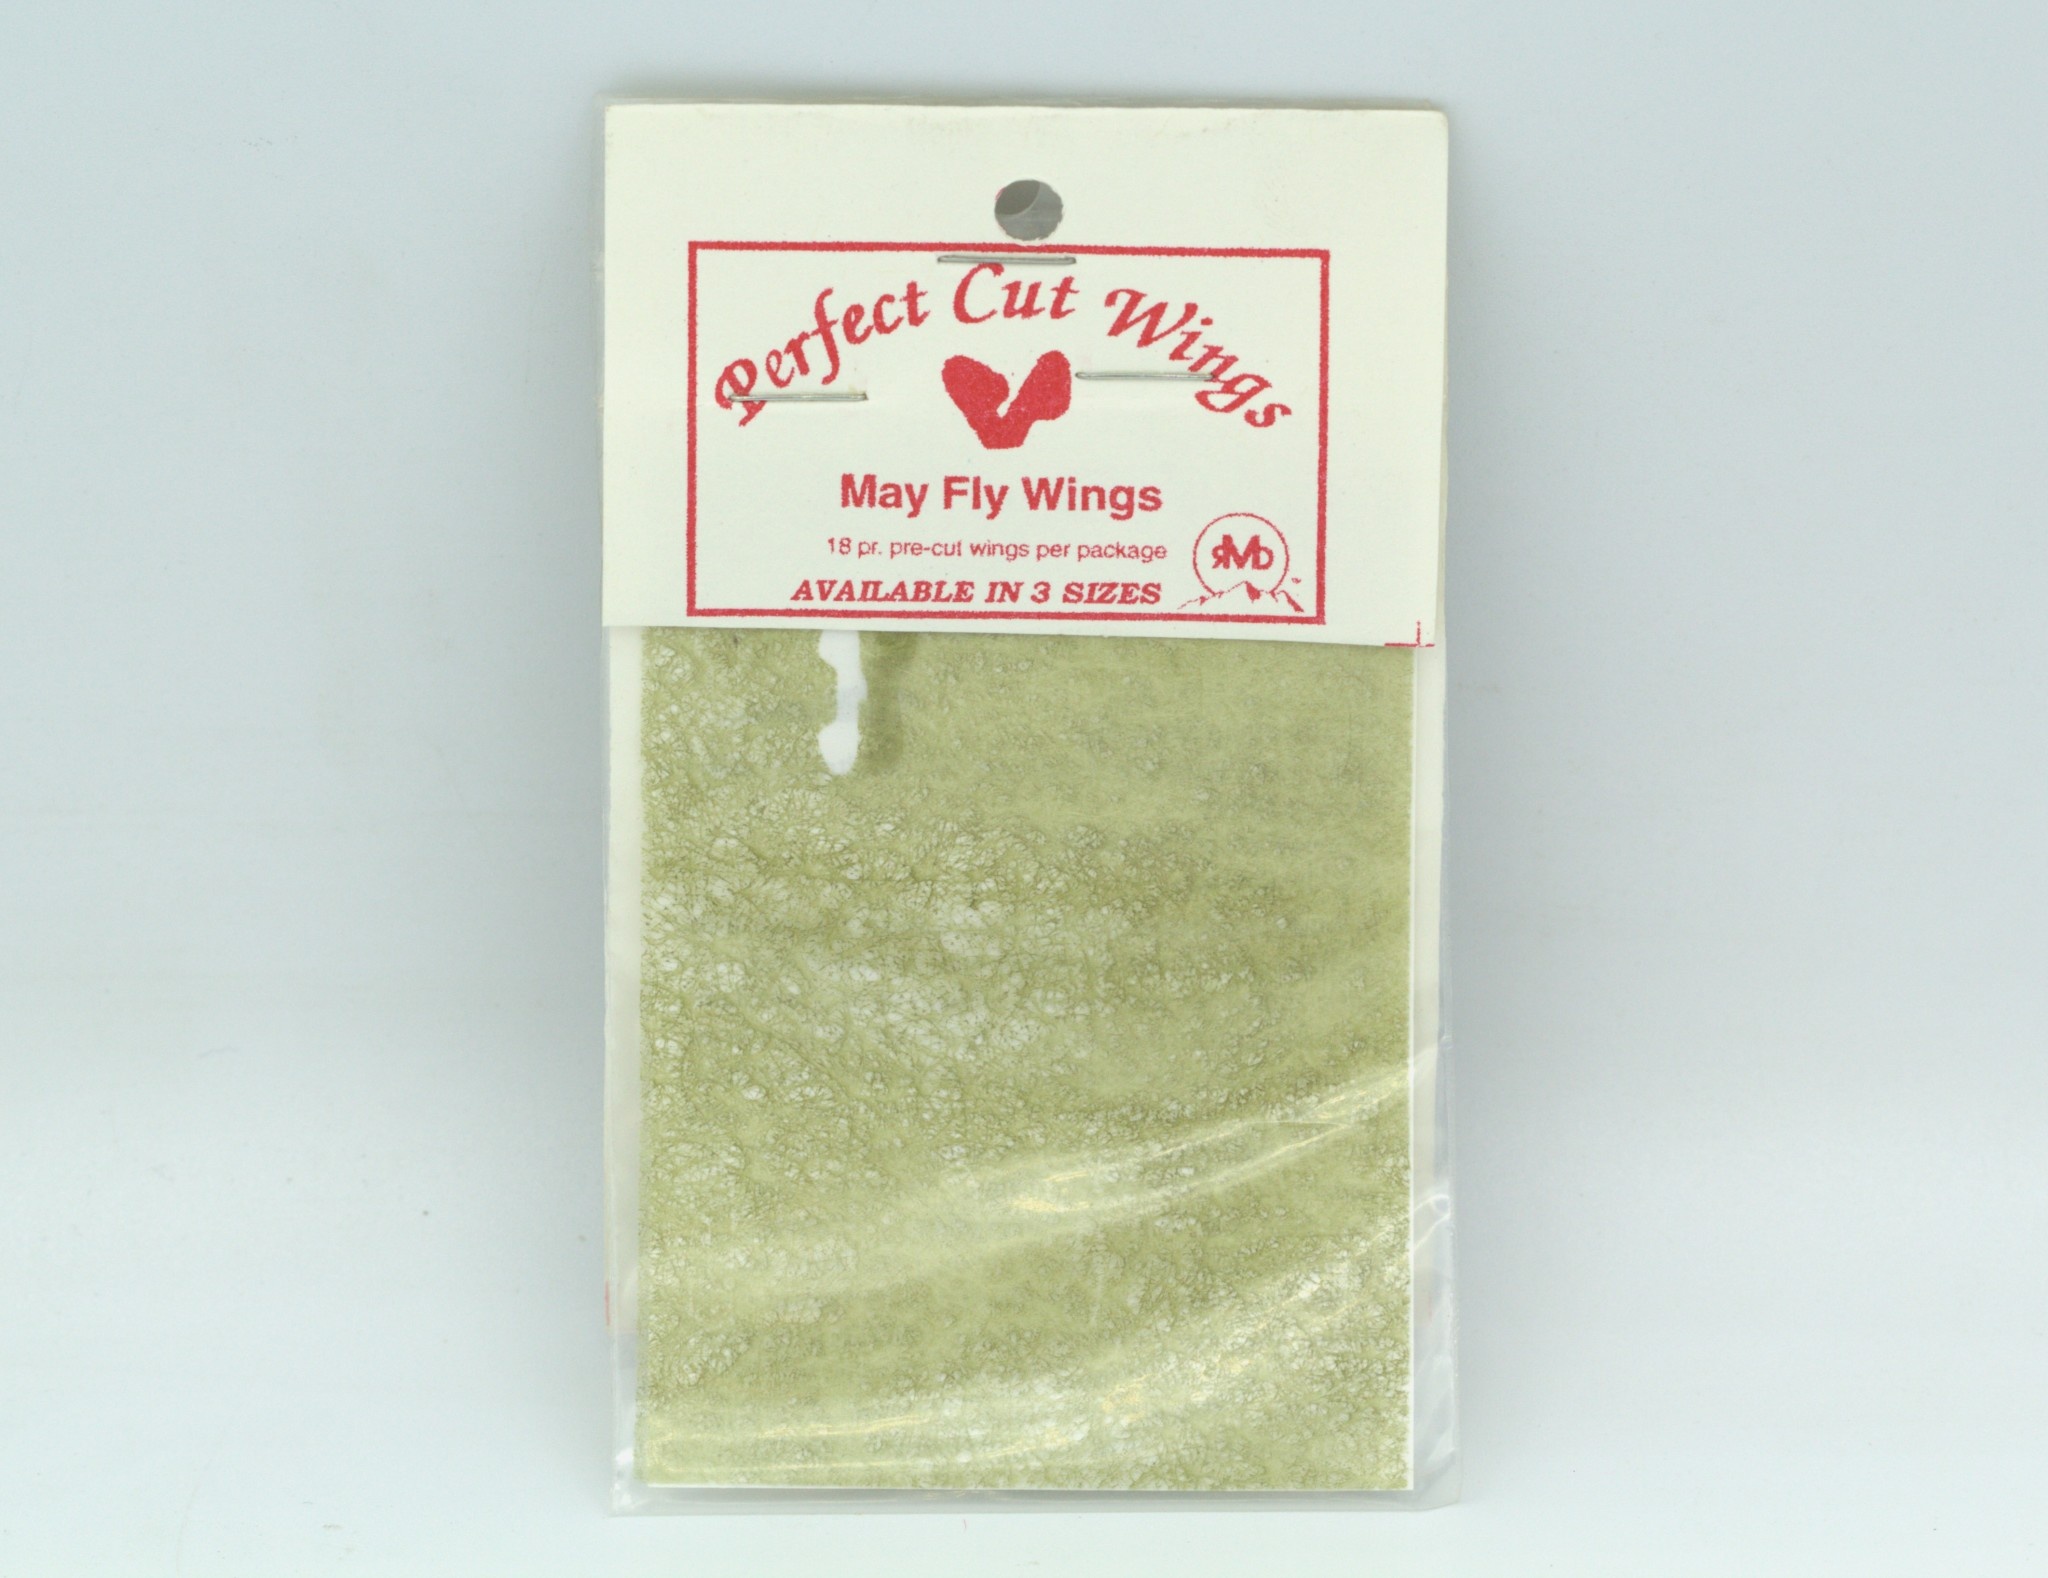 Perfect Cut Wings
May Fly Wings
18 pr. pre-cut wings per package
AVAILABLE IN 3 SIZES
RMD